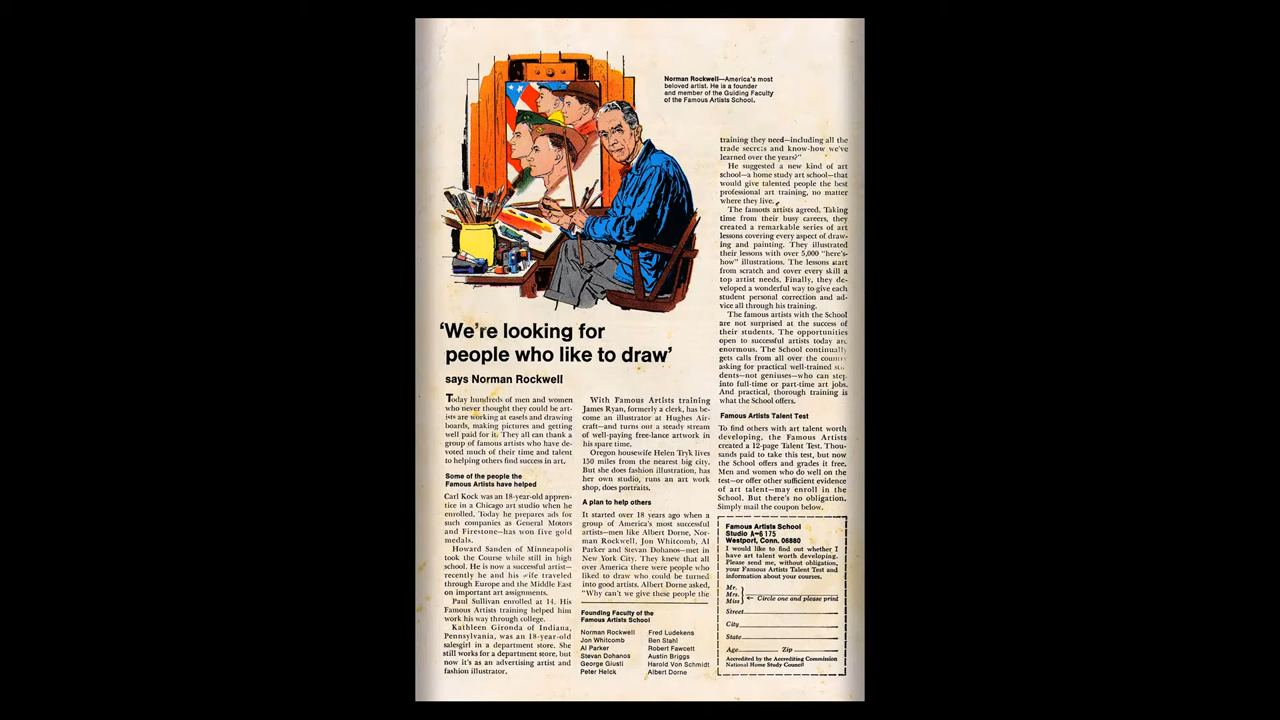 Norman Rockwell—America's most
beloved artist. He is a founder
and member of the Guiding Faculty
of the Famous Artists School.
'We're looking for
people who like to draw'
says Norman Rockwell
Today hundreds of men and women
who never thought they could be art-
ists are working at easels and drawing
boards, making pictures and getting
well paid for it. They all can thank a
group of famous artists who have de-
voted much of their time and talent
to helping others find success in art.
Some of the people the
Famous Artists have helped
Carl Kock was an 18-year-old appren-
tice in a Chicago art studio when he
enrolled. Today he prepares ads for
such companies as General Motors
and Firestone—has won five gold
medals.
Howard Sanden of Minneapolis
took the Course while still in high
school. He is now a successful artist—
recently he and his wife traveled
through Europe and the Middle East
on important art assignments.
Paul Sullivan enrolled at 14. His
Famous Artists training helped him
work his way through college.
Kathleen Gironda of Indiana,
Pennsylvania, was an 18-year-old
salesgirl in a department store. She
still works for a department store, but
now it's as an advertising artist and
fashion illustrator.
With Famous Artists training
James Ryan, formerly a clerk, has be-
come an illustrator at Hughes Air-
craft—and turns out a steady stream
of well-paying free-lance artwork in
his spare time.
Oregon housewife Helen Tryk lives
150 miles from the nearest big city.
But she does fashion illustration, has
her own studio, runs an art work
shop, does portraits.
A plan to help others
It started over 18 years ago when a
group of America's most successful
artists—men like Albert Dorne, Nor-
man Rockwell, Jon Whitcomb, Al
Parker and Stevan Dohanos—met in
New York City. They knew that all
over America there were people who
liked to draw who could be turned
into good artists. Albert Dorne asked,
"Why can't we give these people the
Founding Faculty of the
Famous Artists School
Norman Rockwell
Jon Whitcomb
Al Parker
Stevan Dohanos
George Giusti
Peter Helck
Fred Ludekens
Ben Stahl
Robert Fawcett
Austin Briggs
Harold Von Schmidt
Albert Dorne
training they need—including all the
trade secrets and know-how we've
learned over the years?"
He suggested a new kind of art
school—a home study art school—that
would give talented people the best
professional art training, no matter
where they live.
The famous artists agreed. Taking
time from their busy careers, they
created a remarkable series of art
lessons covering every aspect of draw-
ing and painting. They illustrated
their lessons with over 5,000 "here's-
how" illustrations. The lessons start
from scratch and cover every skill a
top artist needs. Finally, they de-
veloped a wonderful way to give each
student personal correction and ad-
vice all through his training.
The famous artists with the School
are not surprised at the success of
their students. The opportunities
open to successful artists today are
enormous. The School continually
gets calls from all over the country
asking for practical well-trained stu-
dents—not geniuses—who can step
into full-time or part-time art jobs.
And practical, thorough training is
what the School offers.
Famous Artists Talent Test
To find others with art talent worth
developing, the Famous Artists
created a 12-page Talent Test. Thou-
sands paid to take this test, but now
the School offers and grades it free.
Men and women who do well on the
test—or offer other sufficient evidence
of art talent—may enroll in the
School. But there's no obligation.
Simply mail the coupon below.
Famous Artists School
Studio A-6175
Westport, Conn. 06880
I would like to find out whether I
have art talent worth developing.
Please send me, without obligation,
your Famous Artists Talent Test and
information about your courses.
Mr.
Mrs.
Miss
← Circle one and please print
Street
City
State
Age Zip
Accredited by the Accrediting Commission
National Home Study Council